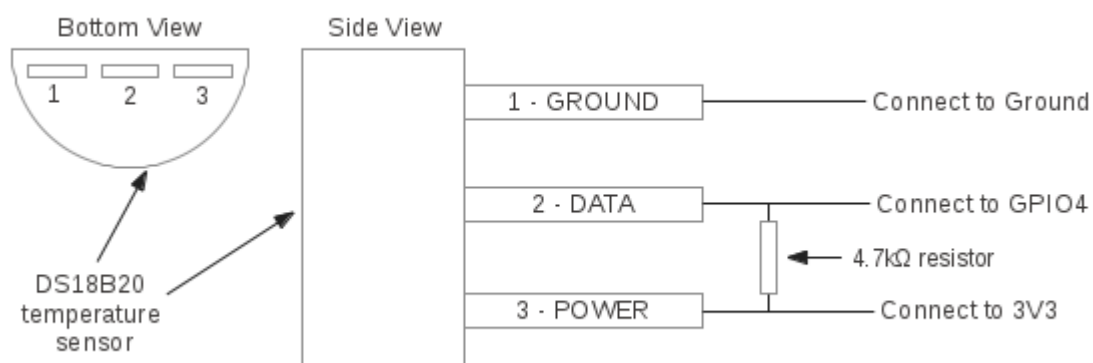 Bottom View
Side View
1
2
3
1 - GROUND
Connect to Ground
2 - DATA
Connect to GPIO4
4.7kΩ resistor
DS18B20
temperature
sensor
3 - POWER
Connect to 3V3